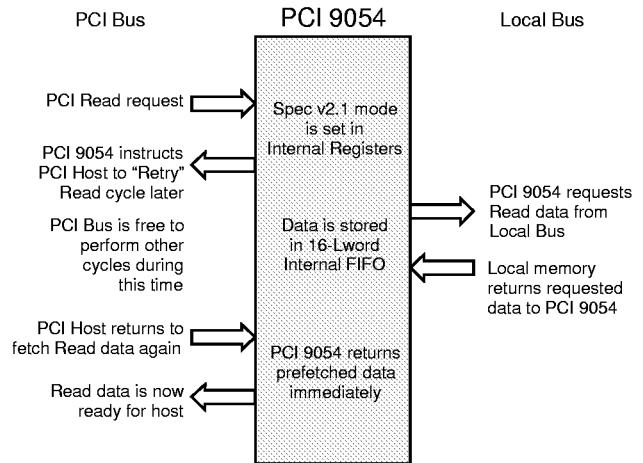 PCI Bus
PCI 9054
Local Bus
PCI Read request
Spec v2.1 mode
is set in
Internal Registers
PCI 9054 instructs
PCI Host to “Retry”
Read cycle later
PCI Bus is free to
perform other
cycles during
this time
Data is stored
in 16-Lword
Internal FIFO
PCI 9054 requests
Read data from
Local Bus
Local memory
returns requested
data to PCI 9054
PCI Host returns to
fetch Read data again
PCI 9054 returns
prefetched data
immediately
Read data is now
ready for host